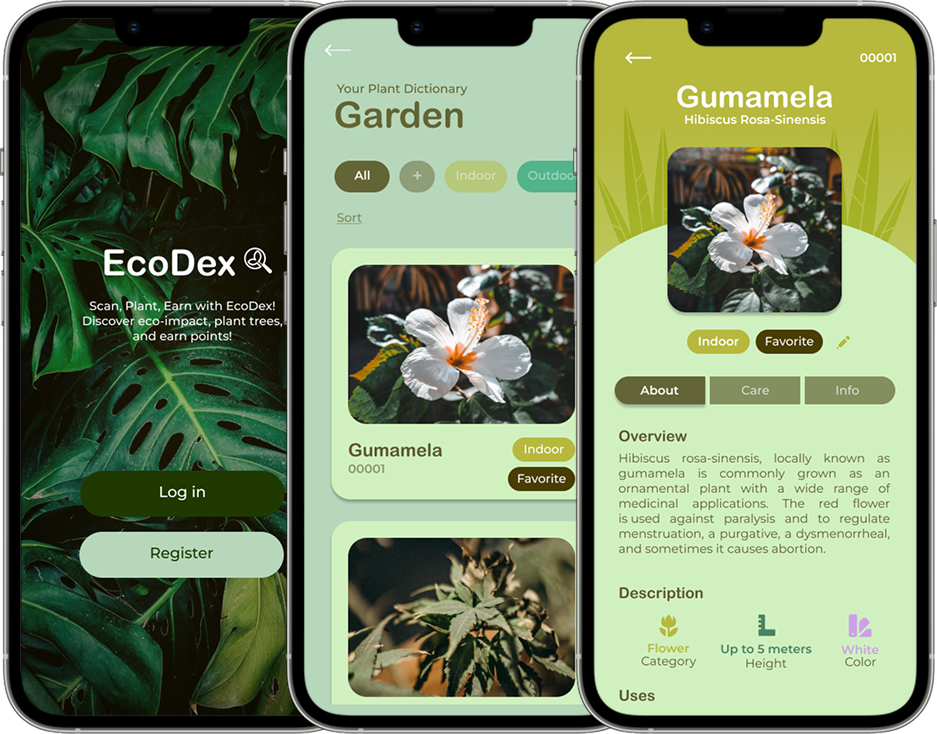 EcoDex
Scan, Plant, Earn with EcoDex!
Discover eco-impact, plant trees,
and earn points!
Log in
Register
Your Plant Dictionary
Garden
All
+
Indoor
Outdoo
Sort
Gumamela
00001
Indoor
Favorite
00001
Gumamela
Hibiscus Rosa-Sinensis
Indoor
Favorite
About
Care
Info
Overview
Hibiscus rosa-sinensis, locally known as
gumamela is commonly grown as an
ornamental plant with a wide range of
medicinal applications. The red flower
is used against paralysis and to regulate
menstruation, a purgative, a dysmenorrheal,
and sometimes it causes abortion.
Description
Flower
Category
Up to 5 meters
Height
White
Color
Uses